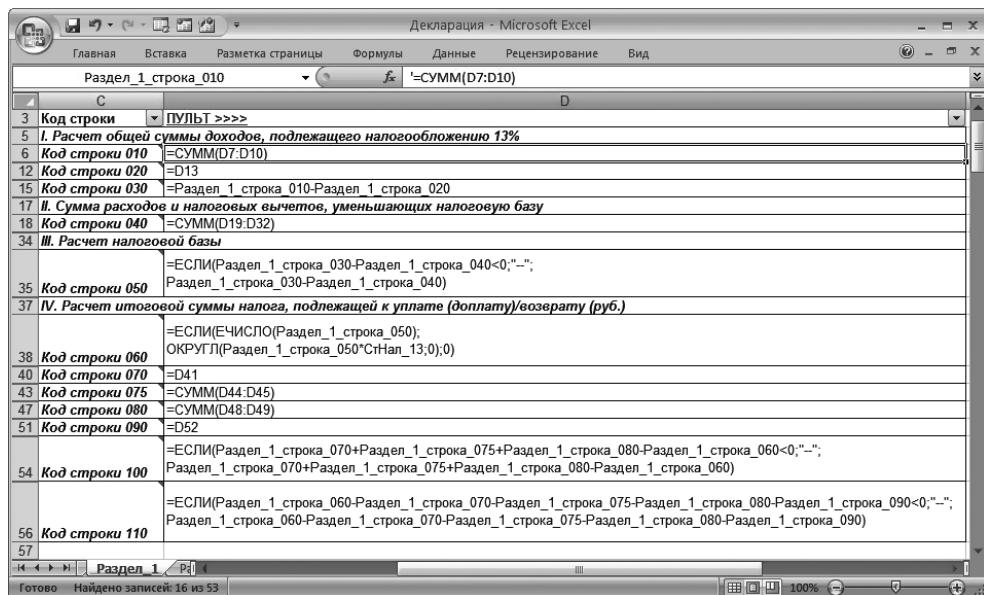 Декларация - Microsoft Excel
Главная Вставка Разметка страницы Формулы Данные Рецензирование Вид
Раздел_1_строка_010 fx '=СУММ(D7:D10)
C D
3 Код строки ПУЛЬТ >>>>
5 I. Расчет общей суммы доходов, подлежащего налогообложению 13%
6 Код строки 010 =СУММ(D7:D10)
12 Код строки 020 =D13
15 Код строки 030 =Раздел_1_строка_010-Раздел_1_строка_020
17 II. Сумма расходов и налоговых вычетов, уменьшающих налоговую базу
18 Код строки 040 =СУММ(D19:D32)
34 III. Расчет налоговой базы
=ЕСЛИ(Раздел_1_строка_030-Раздел_1_строка_040<0;"--";
35 Код строки 050 Раздел_1_строка_030-Раздел_1_строка_040)
37 IV. Расчет итоговой суммы налога, подлежащей к уплате (доплату)/возврату (руб.)
=ЕСЛИ(ЕЧИСЛО(Раздел_1_строка_050);
ОКРУГЛ(Раздел_1_строка_050*СтНал_13;0);0)
38 Код строки 060
40 Код строки 070 =D41
43 Код строки 075 =СУММ(D44:D45)
47 Код строки 080 =СУММ(D48:D49)
51 Код строки 090 =D52
=ЕСЛИ(Раздел_1_строка_070+Раздел_1_строка_075+Раздел_1_строка_080-Раздел_1_строка_060<0;"--";
54 Код строки 100 Раздел_1_строка_070+Раздел_1_строка_075+Раздел_1_строка_080-Раздел_1_строка_060)
=ЕСЛИ(Раздел_1_строка_060-Раздел_1_строка_070-Раздел_1_строка_075-Раздел_1_строка_080-Раздел_1_строка_090<0;"--";
Раздел_1_строка_060-Раздел_1_строка_070-Раздел_1_строка_075-Раздел_1_строка_080-Раздел_1_строка_090)
56 Код строки 110
57
Раздел_1
Готово Найдено записей: 16 из 53 100%